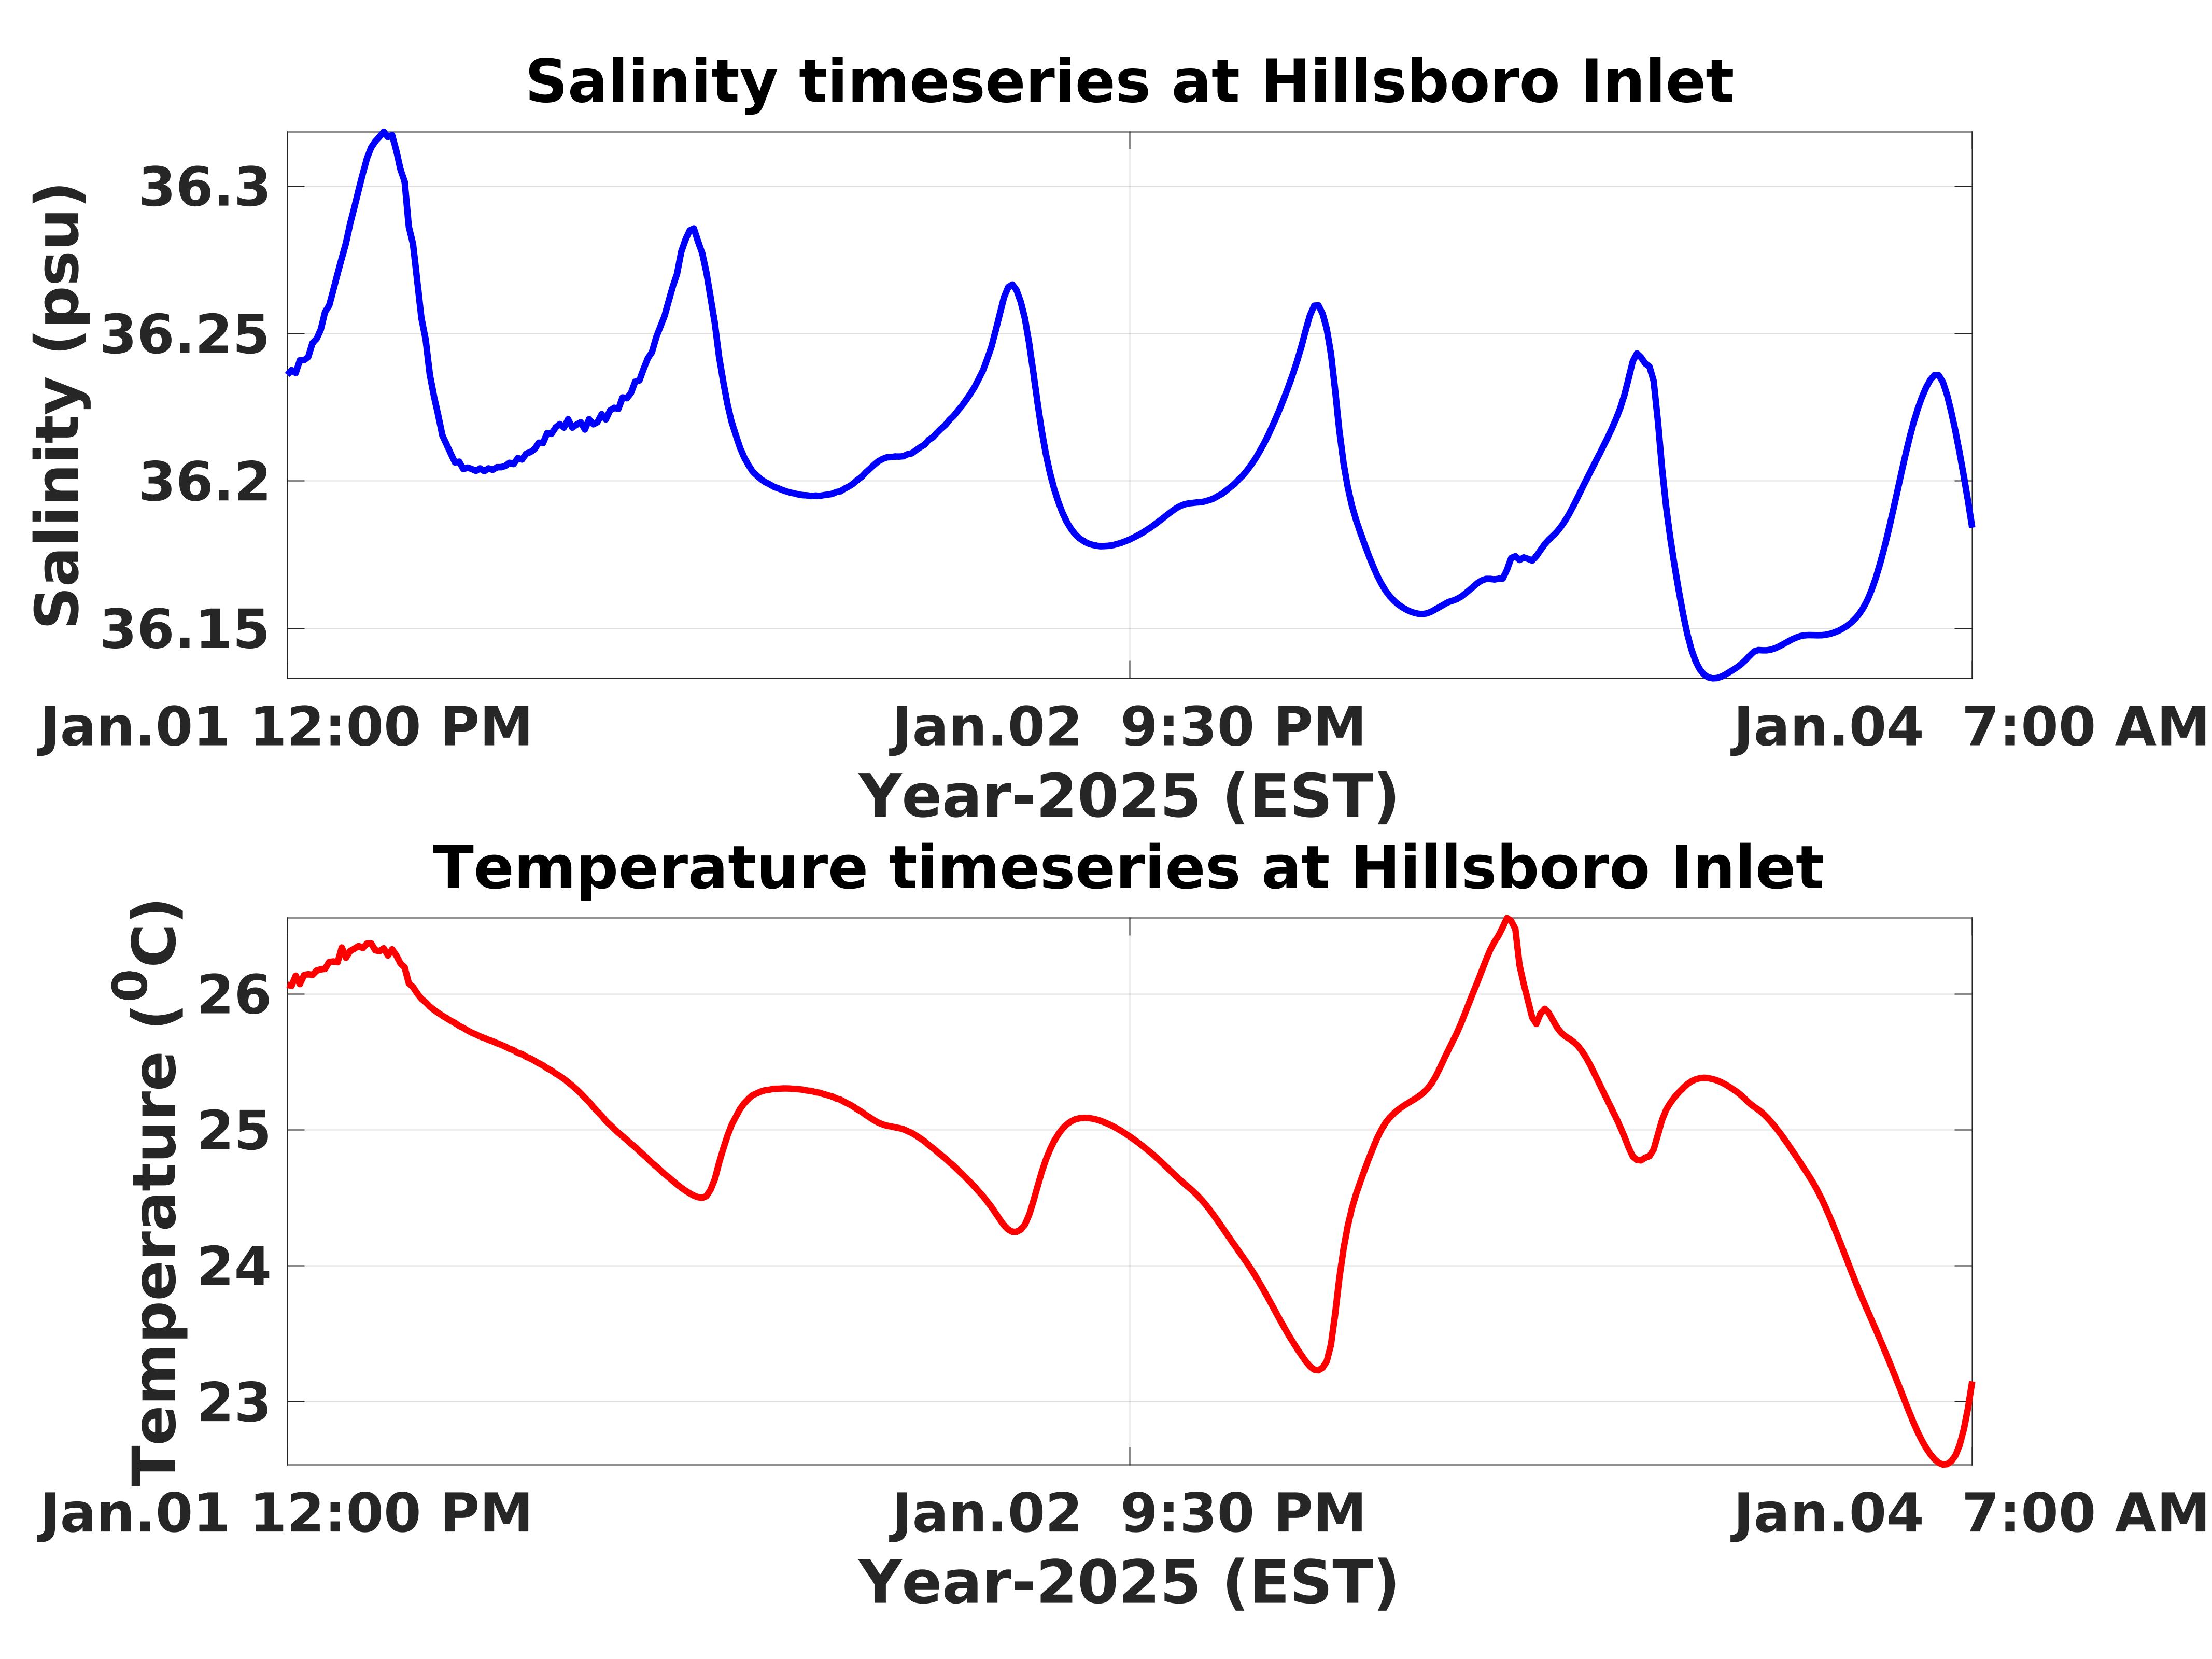 Salinity timeseries at Hillsboro Inlet
Salinity (psu)
36.3
36.25
36.2
36.15
Jan.01 12:00 PM
Jan.02  9:30 PM
Jan.04  7:00 AM
Year-2025 (EST)
Temperature timeseries at Hillsboro Inlet
Temperature (⁰C)
26
25
24
23
Jan.01 12:00 PM
Jan.02  9:30 PM
Jan.04  7:00 AM
Year-2025 (EST)